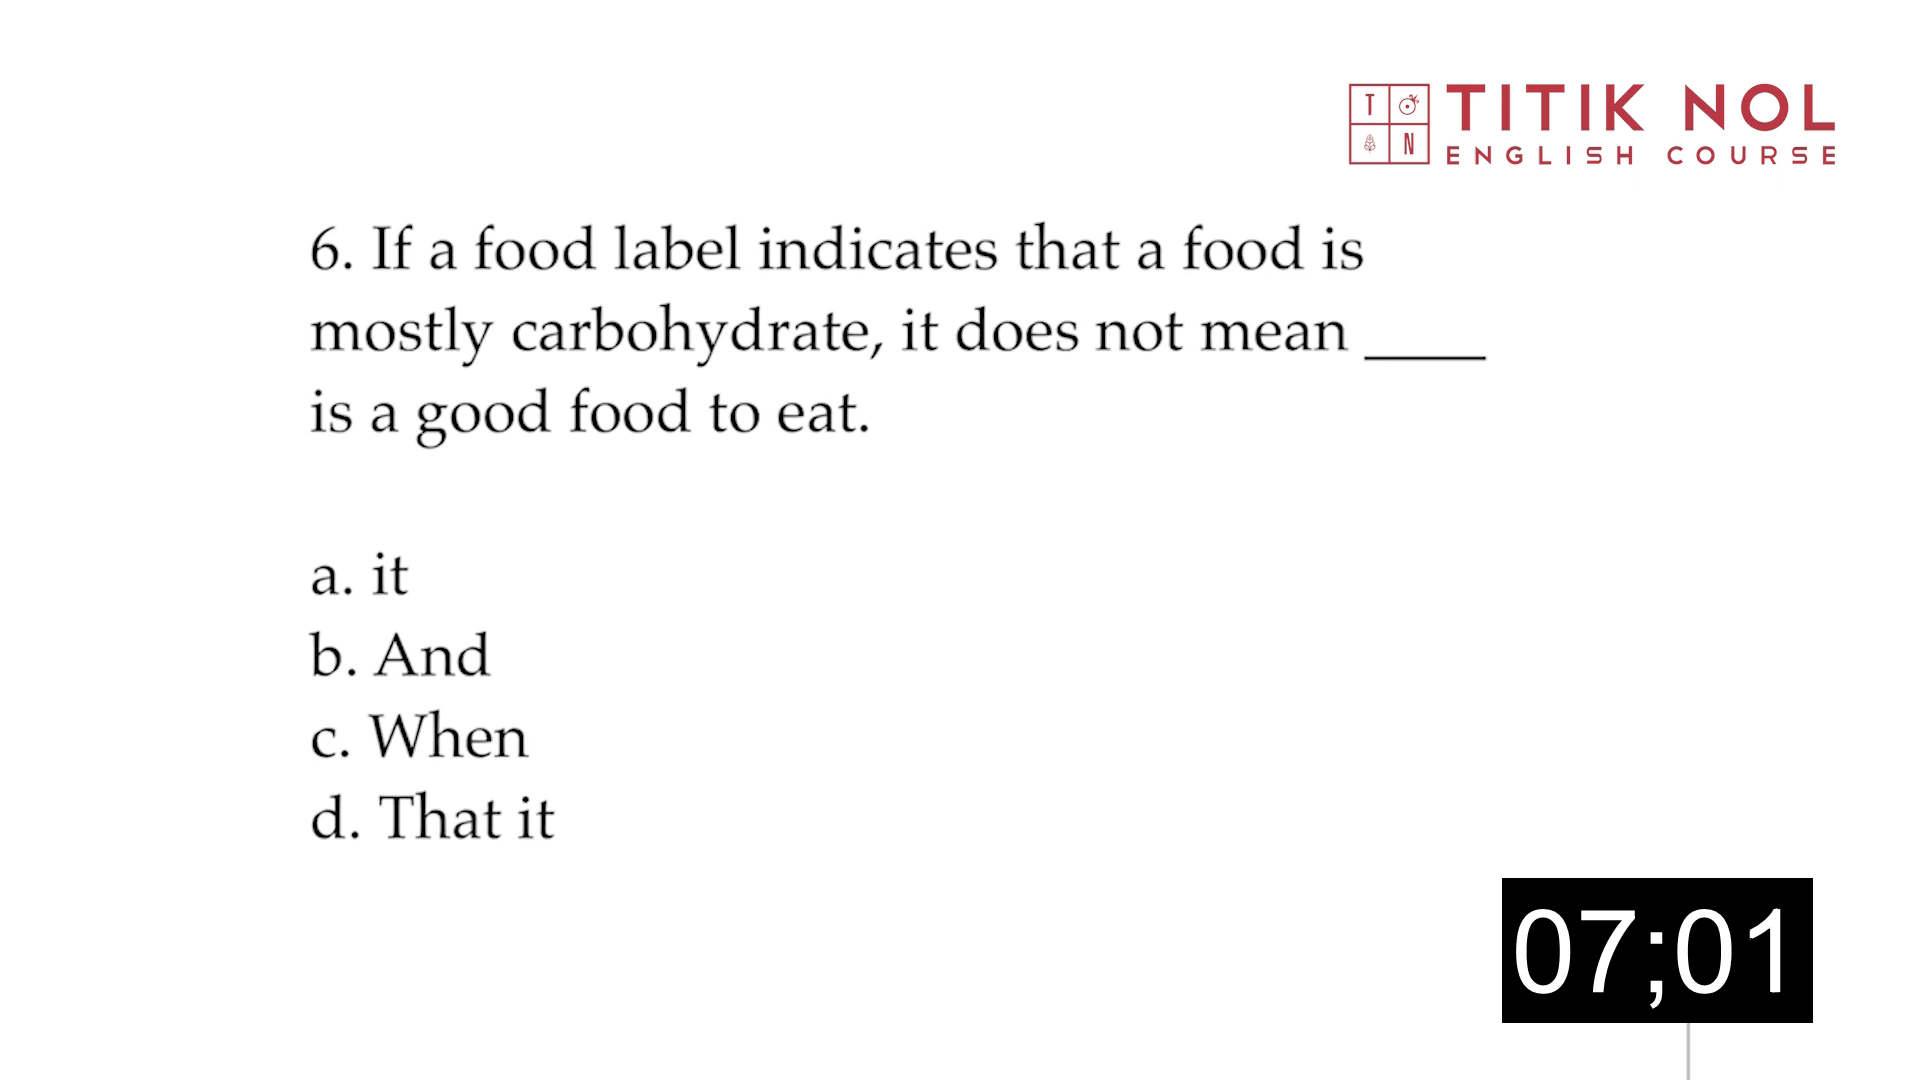 T
N
TITIK NOL
ENGLISH COURSE
6. If a food label indicates that a food is
mostly carbohydrate, it does not mean ____
is a good food to eat.
a. it
b. And
c. When
d. That it
07;01